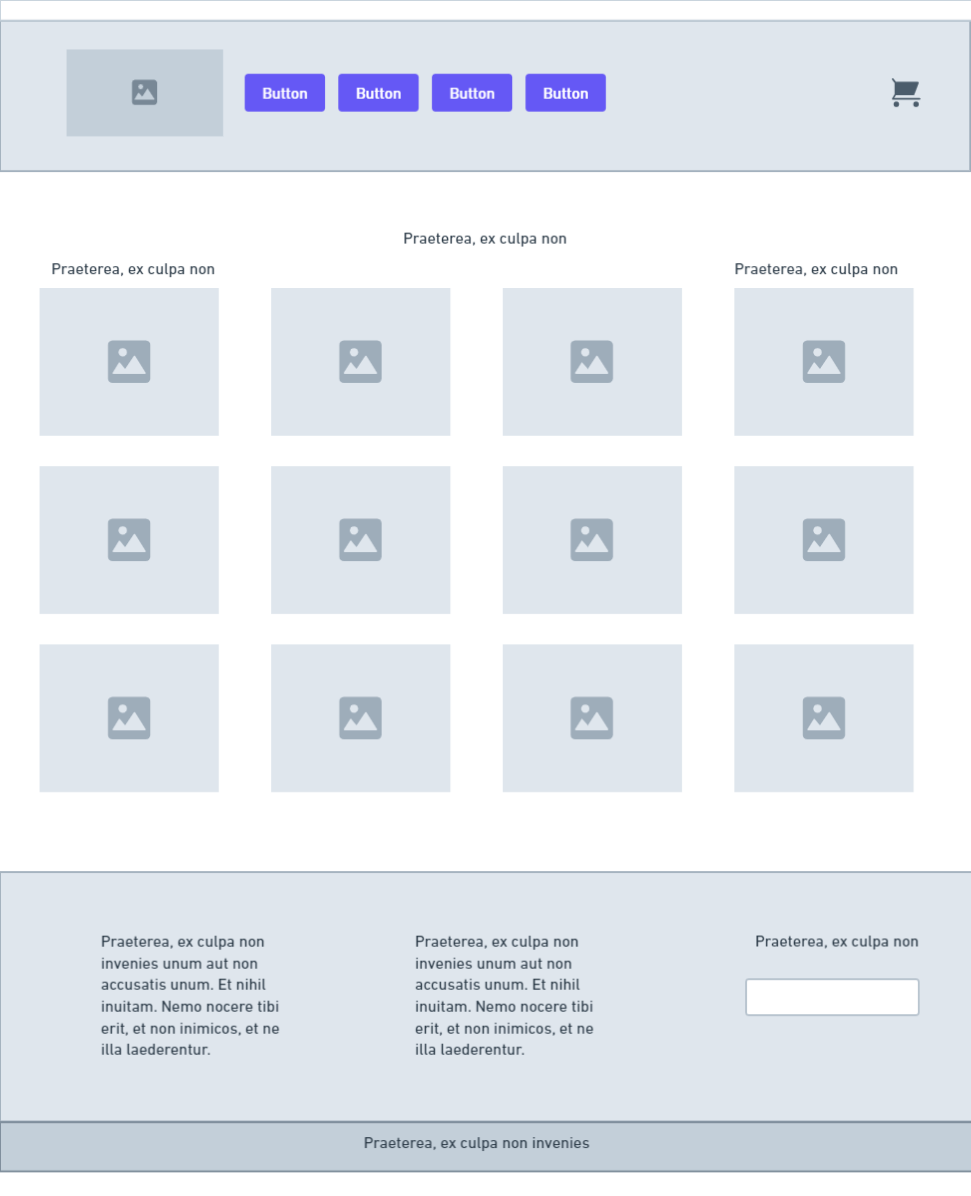 Button
Button
Button
Button
Praeterea, ex culpa non
Praeterea, ex culpa non
Praeterea, ex culpa non
Praeterea, ex culpa non
invenies unum aut non
accusatis unum. Et nihil
inuitam. Nemo nocere tibi
erit, et non inimicos, et ne
illa laederentur.
Praeterea, ex culpa non
invenies unum aut non
accusatis unum. Et nihil
inuitam. Nemo nocere tibi
erit, et non inimicos, et ne
illa laederentur.
Praeterea, ex culpa non
Praeterea, ex culpa non invenies